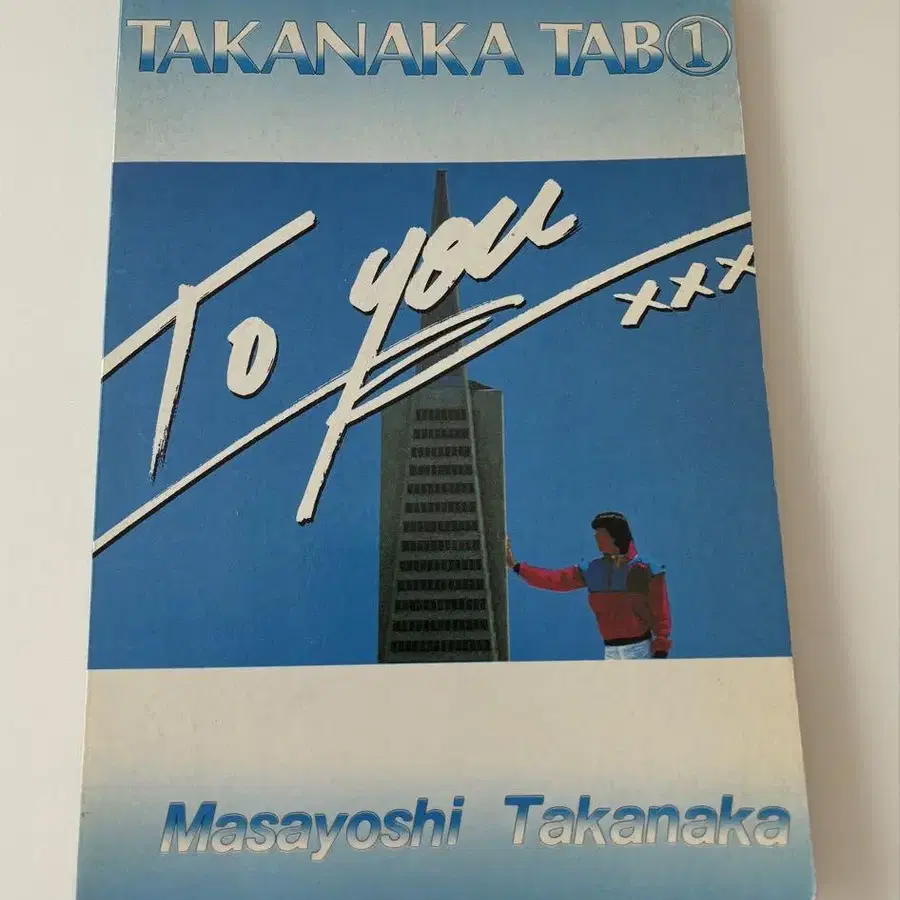 TAKANAKA TAB①
To you
xxx
Masayoshi Takanaka